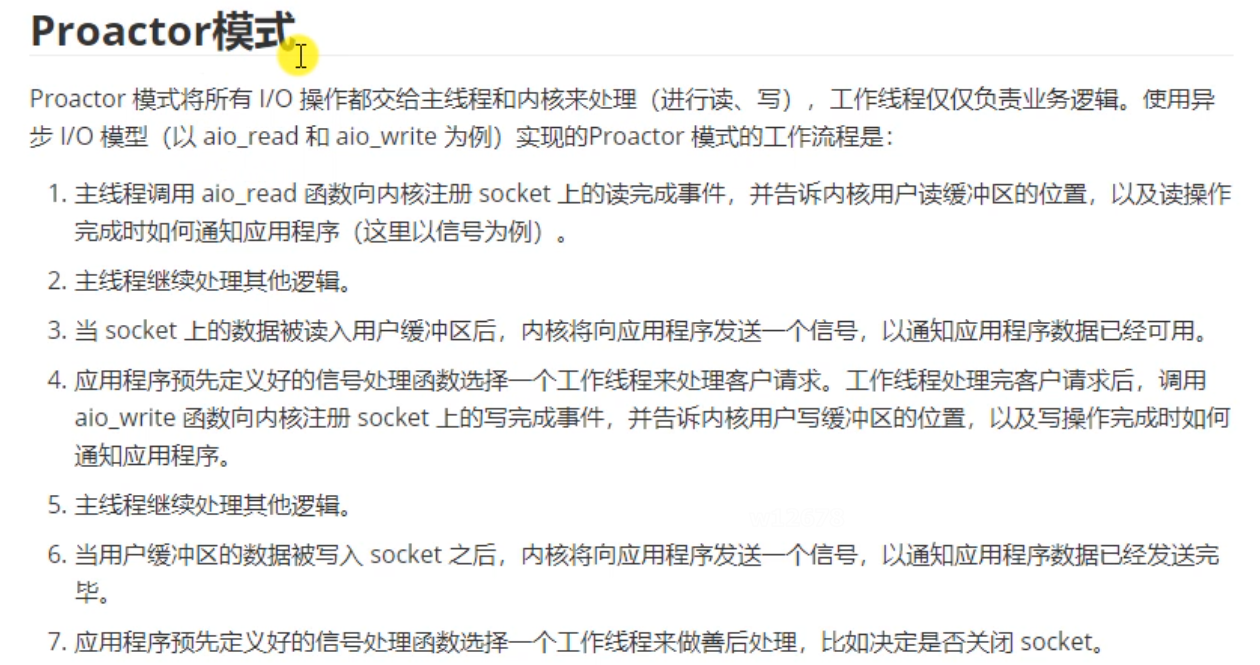 Proactor模式
Proactor 模式将所有 I/O 操作都交给主线程和内核来处理（进行读、写），工作线程仅仅负责业务逻辑。使用异
步 I/O 模型（以 aio_read 和 aio_write 为例）实现的Proactor 模式的工作流程是：
1. 主线程调用 aio_read 函数向内核注册 socket 上的读完成事件，并告诉内核用户读缓冲区的位置，以及读操作
完成时如何通知应用程序（这里以信号为例）。
2. 主线程继续处理其他逻辑。
3. 当 socket 上的数据被读入用户缓冲区后，内核将向应用程序发送一个信号，以通知应用程序数据已经可用。
4. 应用程序预先定义好的信号处理函数选择一个工作线程来处理客户请求。工作线程处理完客户请求后，调用
aio_write 函数向内核注册 socket 上的写完成事件，并告诉内核用户写缓冲区的位置，以及写操作完成时如何
通知应用程序。
5. 主线程继续处理其他逻辑。
6. 当用户缓冲区的数据被写入 socket 之后，内核将向应用程序发送一个信号，以通知应用程序数据已经发送完
毕。
7. 应用程序预先定义好的信号处理函数选择一个工作线程来做善后处理，比如决定是否关闭 socket。